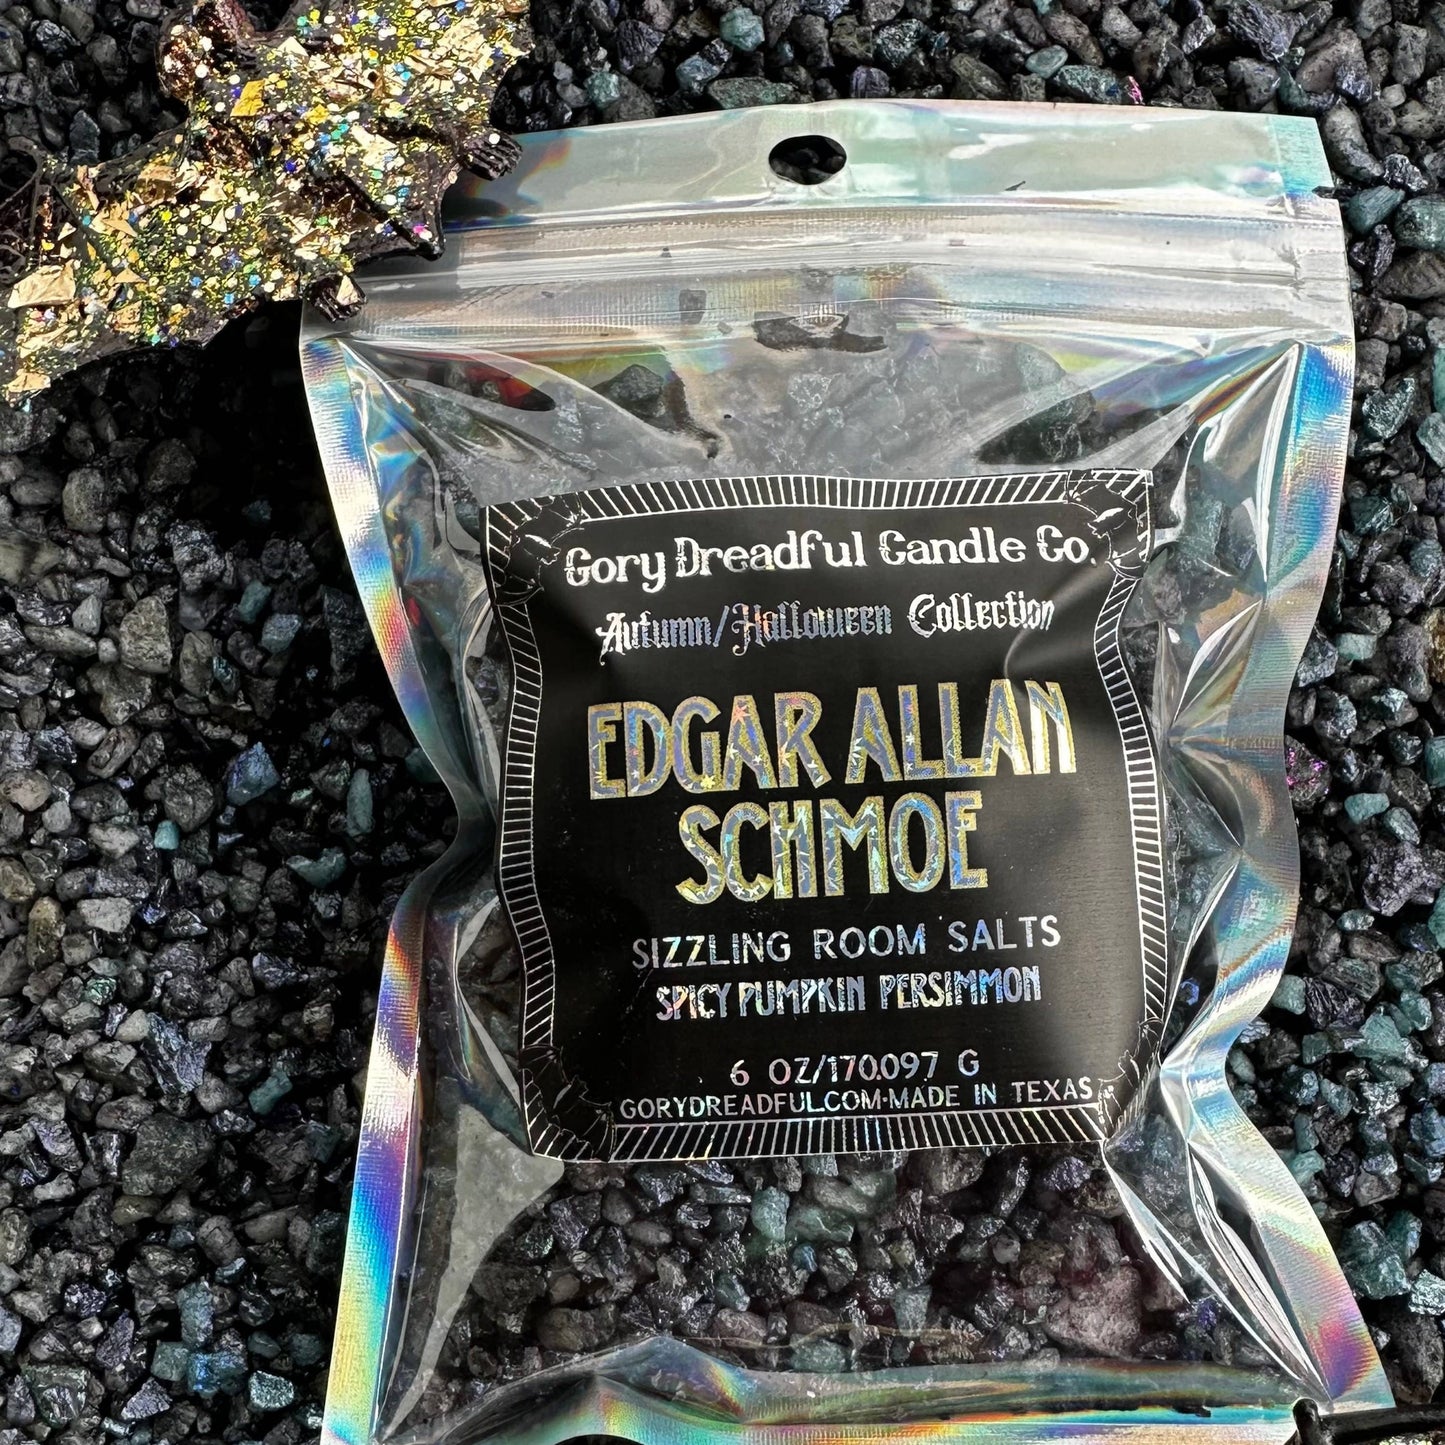 Gory Dreadful Candle Co.
Autumn/Halloween Collection
EDGAR ALLAN
SCHMOE
SIZZLING ROOM SALTS
SPICY PUMPKIN PERSIMMON
6 OZ/170.097 G
GORYDREADFUL.COM·MADE IN TEXAS